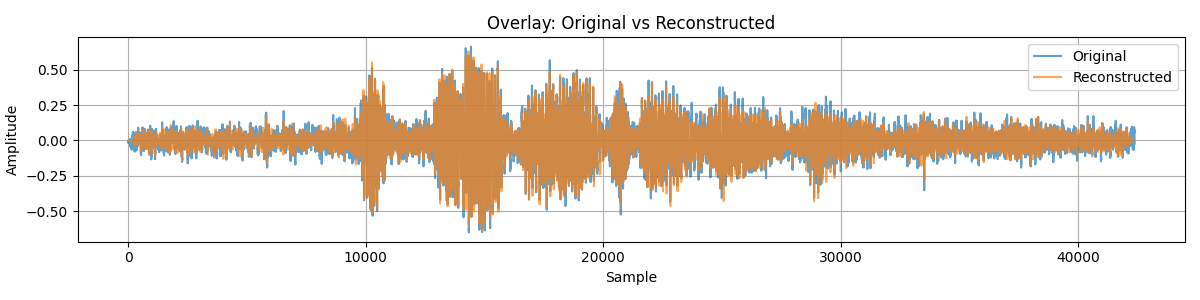 Overlay: Original vs Reconstructed
Original
Reconstructed
Amplitude
0.50
0.25
0.00
−0.25
−0.50
0 10000 20000 30000 40000
Sample